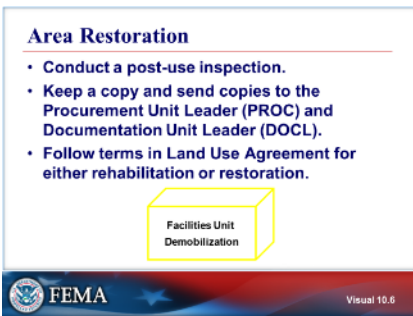 Area Restoration
• Conduct a post-use inspection.
• Keep a copy and send copies to the
Procurement Unit Leader (PROC) and
Documentation Unit Leader (DOCL).
• Follow terms in Land Use Agreement for
either rehabilitation or restoration.
Facilities Unit
Demobilization
FEMA
Visual 10.6